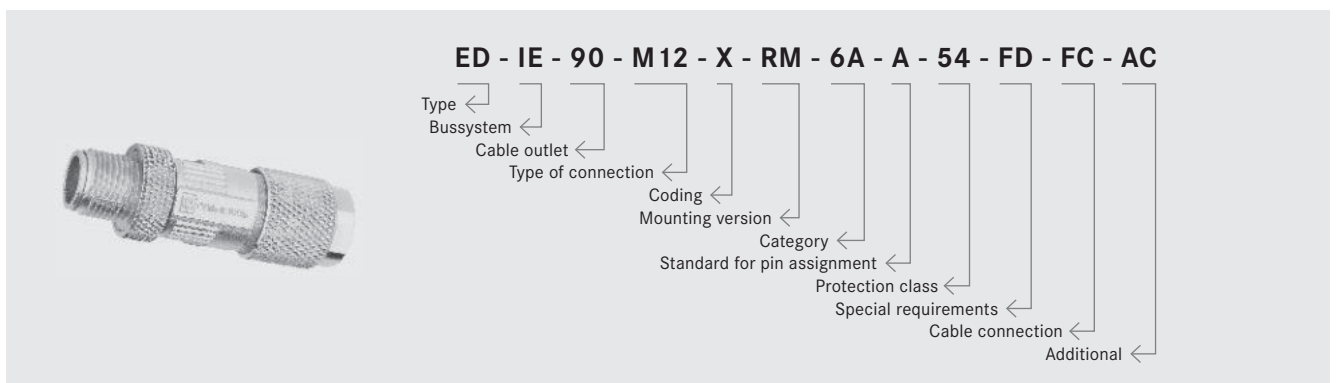 ED - IE - 90 - M12 - X - RM - 6A - A - 54 - FD - FC - AC
Type
Bussystem
Cable outlet
Type of connection
Coding
Mounting version
Category
Standard for pin assignment
Protection class
Special requirements
Cable connection
Additional